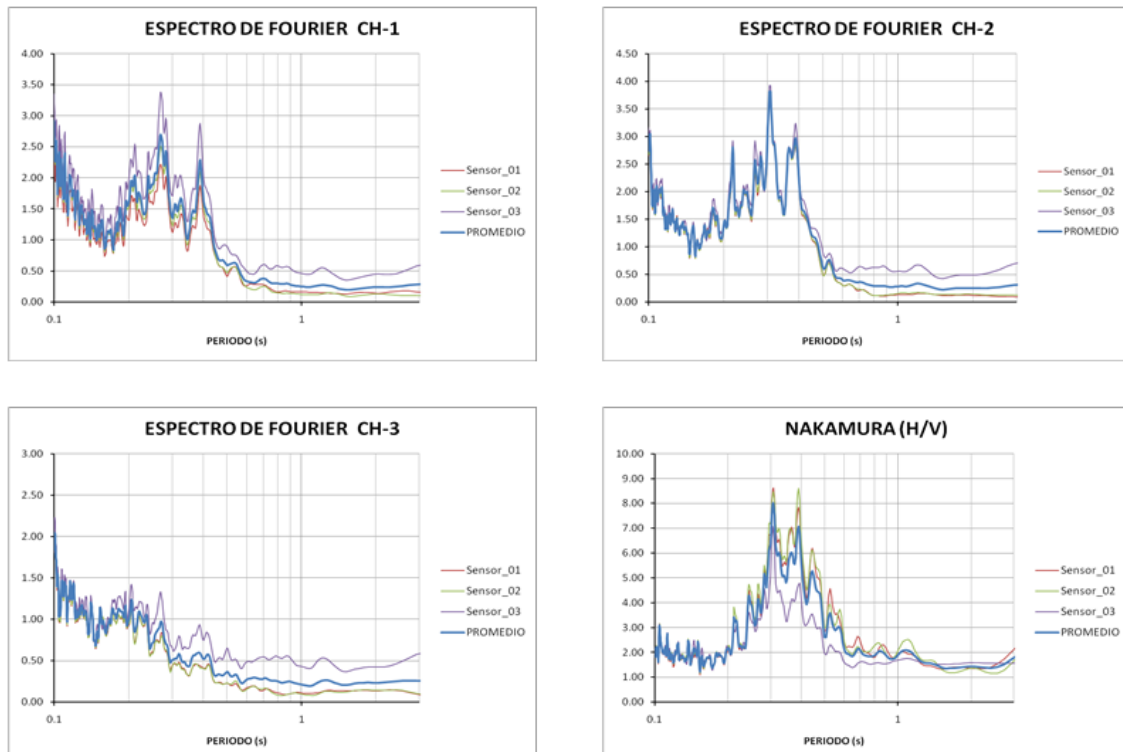 ESPECTRO DE FOURIER CH-1
4.00
3.50
3.00
2.50
2.00
1.50
1.00
0.50
0.00
0.1
1
PERIODO (s)
Sensor_01
Sensor_02
Sensor_03
PROMEDIO
ESPECTRO DE FOURIER CH-2
4.50
4.00
3.50
3.00
2.50
2.00
1.50
1.00
0.50
0.00
0.1
1
PERIODO (s)
Sensor_01
Sensor_02
Sensor_03
PROMEDIO
ESPECTRO DE FOURIER CH-3
3.00
2.50
2.00
1.50
1.00
0.50
0.00
0.1
1
PERIODO (s)
Sensor_01
Sensor_02
Sensor_03
PROMEDIO
NAKAMURA (H/V)
10.00
9.00
8.00
7.00
6.00
5.00
4.00
3.00
2.00
1.00
0.00
0.1
1
PERIODO (s)
Sensor_01
Sensor_02
Sensor_03
PROMEDIO